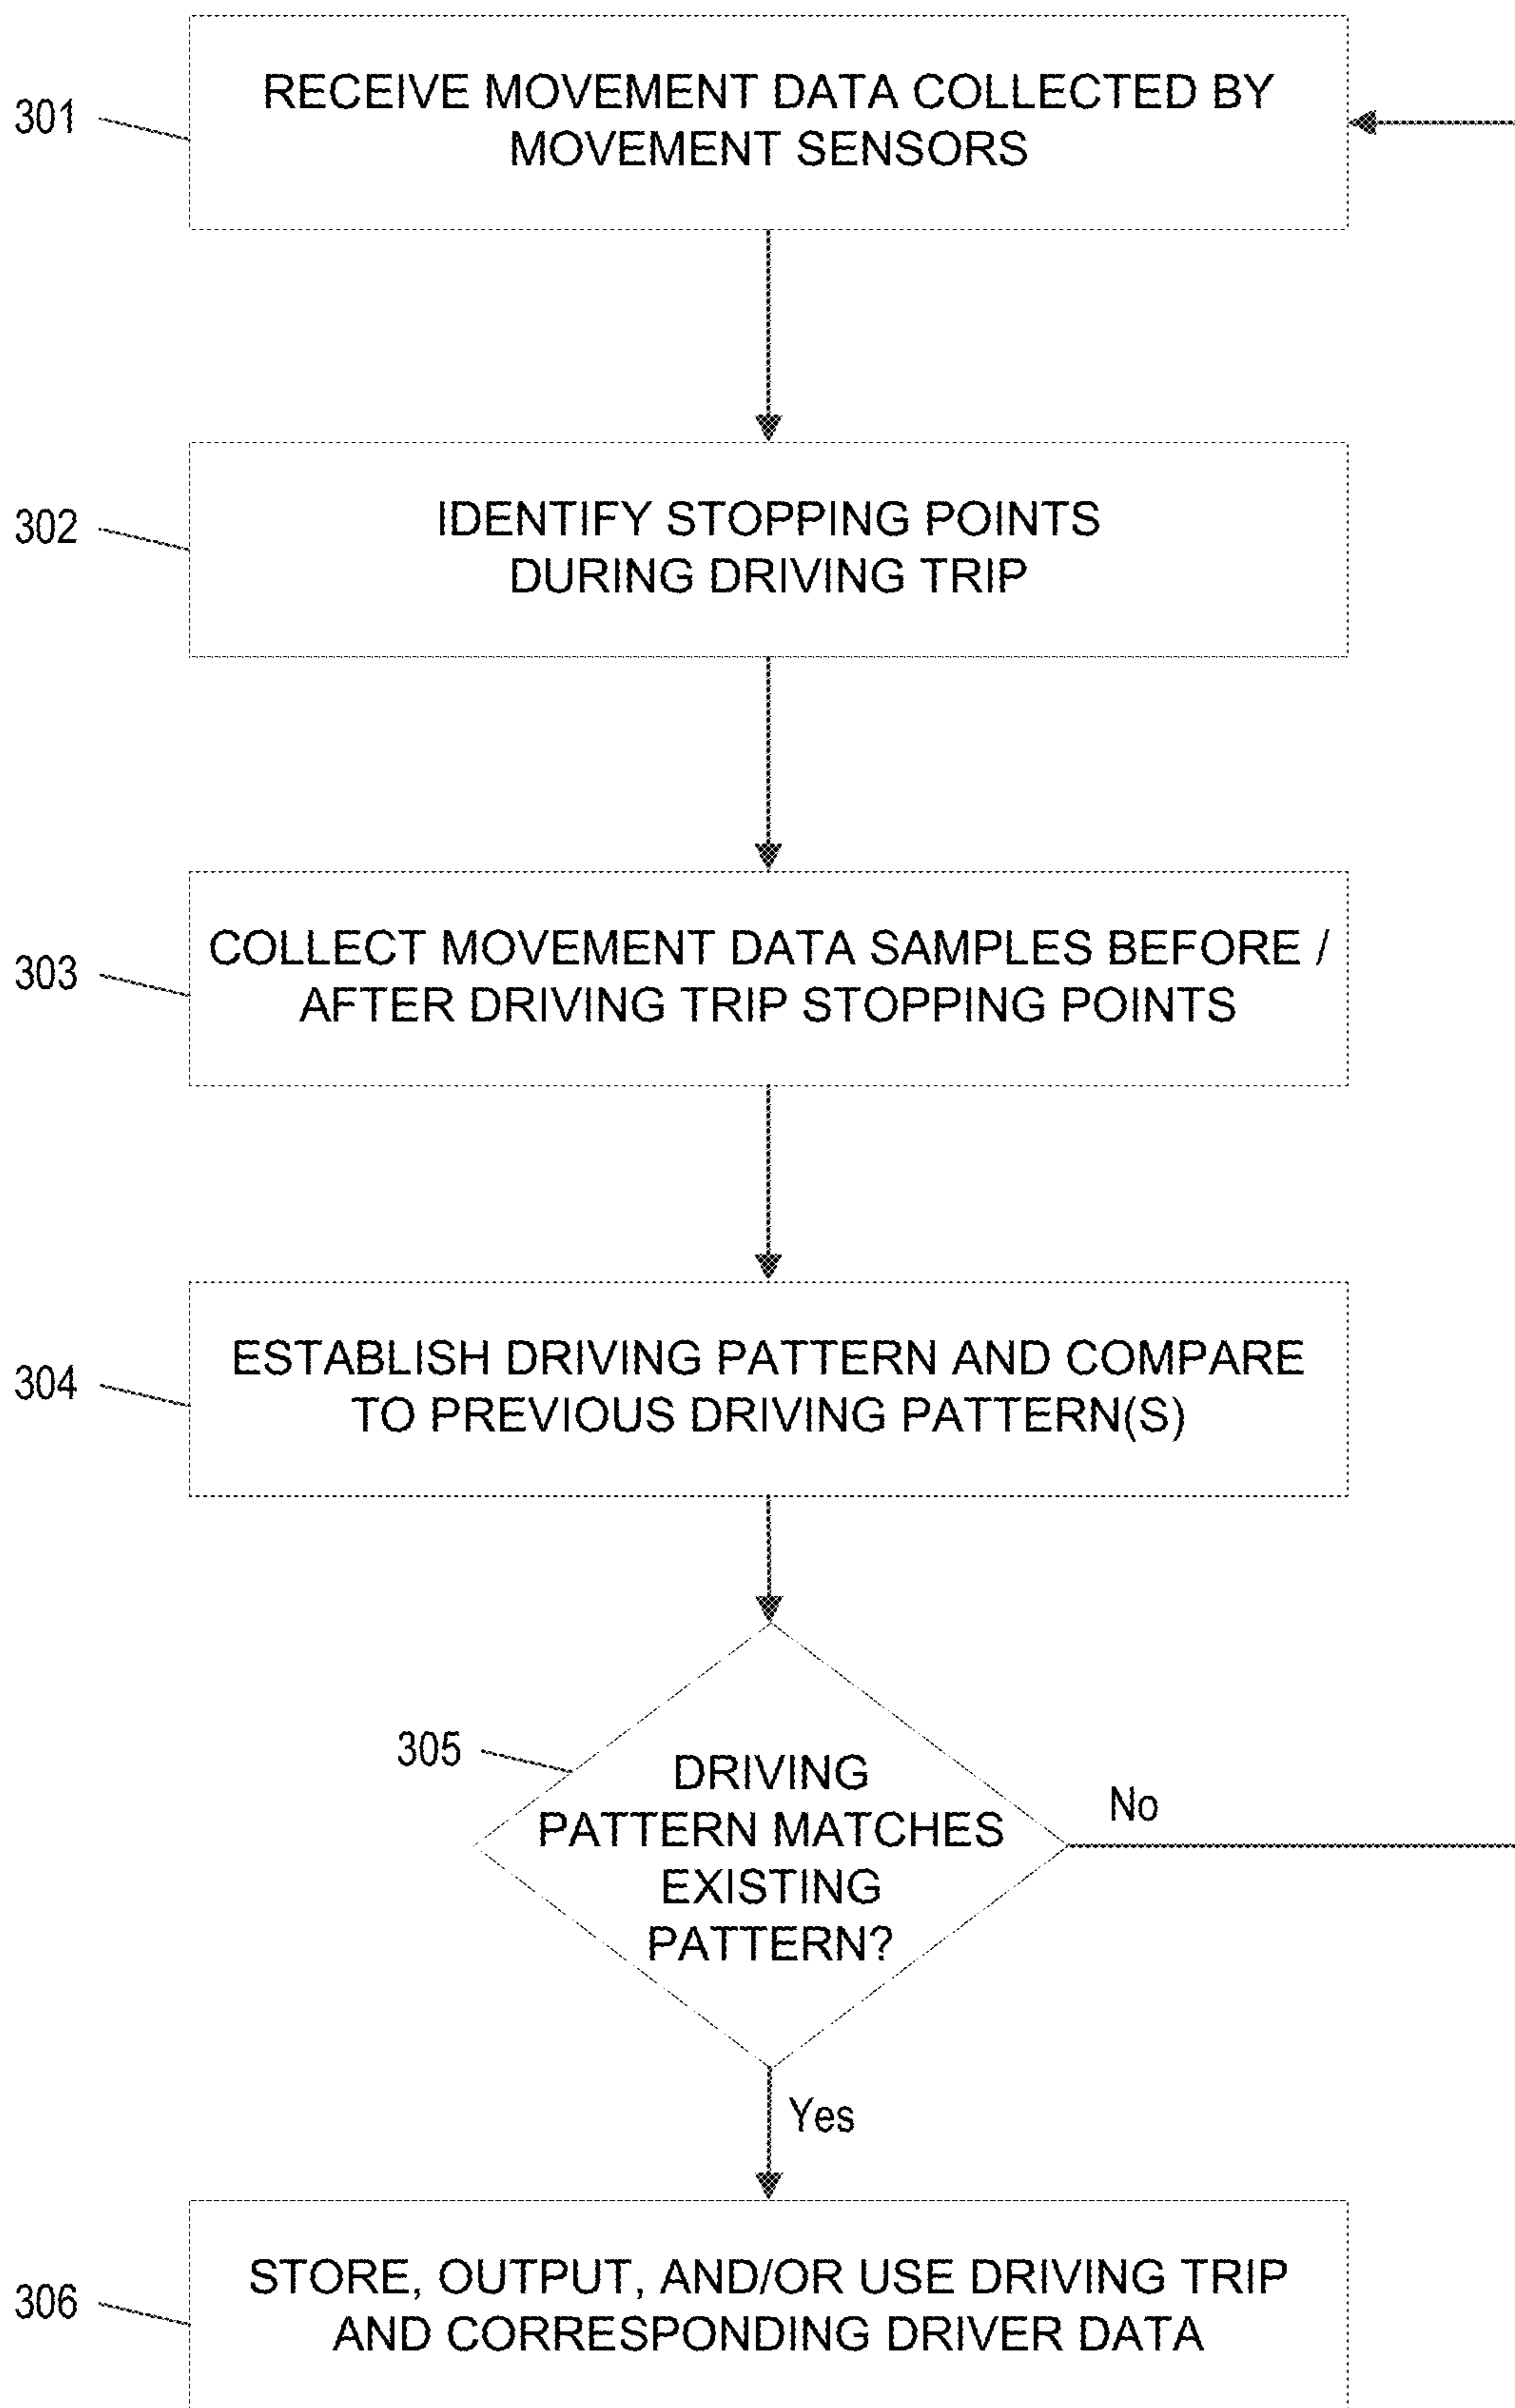 301
RECEIVE MOVEMENT DATA COLLECTED BY
MOVEMENT SENSORS
302
IDENTIFY STOPPING POINTS
DURING DRIVING TRIP
303
COLLECT MOVEMENT DATA SAMPLES BEFORE /
AFTER DRIVING TRIP STOPPING POINTS
304
ESTABLISH DRIVING PATTERN AND COMPARE
TO PREVIOUS DRIVING PATTERN(S)
305
DRIVING
PATTERN MATCHES
EXISTING
PATTERN?
No
Yes
306
STORE, OUTPUT, AND/OR USE DRIVING TRIP
AND CORRESPONDING DRIVER DATA